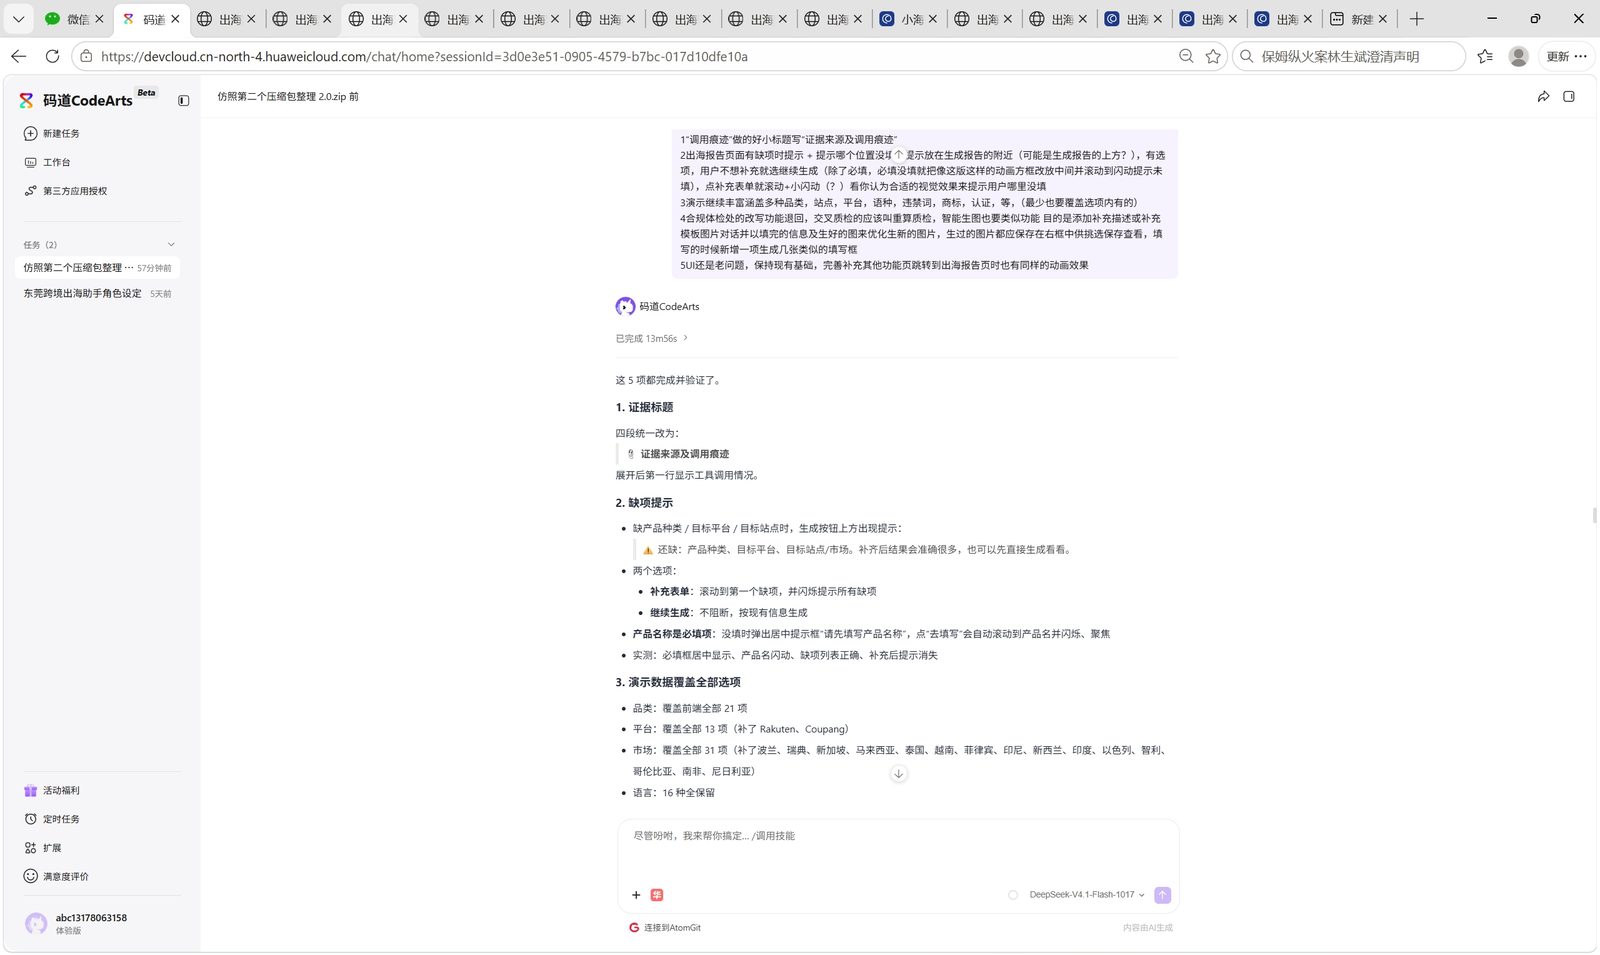 微信
码道
出海
出海
出海
出海
出海
出海
出海
出海
出海
小海
出海
出海
出海
出海
出海
新建
https://devcloud.cn-north-4.huaweicloud.com/chat/home?sessionId=3d0e3e51-0905-4579-b7bc-017d10dfe10a
保姆纵火案林生斌澄清声明
更新
码道CodeArts Beta
新建任务
工作台
第三方应用授权
任务（2）
仿照第二个压缩包整理 ··· 57分钟前
东莞跨境出海助手角色设定 5天前
活动福利
定时任务
扩展
满意度评价
abc13178063158
体验版
仿照第二个压缩包整理 2.0.zip 前
1"调用痕迹"做的好小标题写"证据来源及调用痕迹"
2出海报告页面有缺项时提示 + 提示哪个位置没填 提示放在生成报告的附近（可能是生成报告的上方？），有选
项，用户不想补充就选继续生成（除了必填，必填没填就把像这版这样的动画方框改放中间并滚动到闪动提示未
填），点补充表单就滚动+小闪动（？）看你认为合适的视觉效果来提示用户哪里没填
3演示继续丰富涵盖多种品类，站点，平台，语种，违禁词，商标，认证，等，（最少也要覆盖选项内有的）
4合规体检处的改写功能退回，交叉质检的应该叫重算质检，智能生图也要类似功能 目的是添加补充描述或补充
模板图片对话并以填完的信息及生好的图来优化生新的图片，生过的图片都应保存在右框中供挑选保存查看，填
写的时候新增一项生成几张类似的填写框
5UI还是老问题，保持现有基础，完善补充其他功能页跳转到出海报告页时也有同样的动画效果
码道CodeArts
已完成 13m56s
这 5 项都完成并验证了。
1. 证据标题
四段统一改为：
证据来源及调用痕迹
展开后第一行显示工具调用情况。
2. 缺项提示
缺产品种类 / 目标平台 / 目标站点时，生成按钮上方出现提示：
⚠️ 还缺：产品种类、目标平台、目标站点/市场。补齐后结果会准确很多，也可以先直接生成看看。
两个选项：
补充表单：滚动到第一个缺项，并闪烁提示所有缺项
继续生成：不阻断，按现有信息生成
产品名称是必填项：没填时弹出居中提示框"请先填写产品名称"，点"去填写"会自动滚动到产品名并闪烁、聚焦
实测：必填框居中显示、产品名闪动、缺项列表正确、补充后提示消失
3. 演示数据覆盖全部选项
品类：覆盖前端全部 21 项
平台：覆盖全部 13 项（补了 Rakuten、Coupang）
市场：覆盖全部 31 项（补了波兰、瑞典、新加坡、马来西亚、泰国、越南、菲律宾、印尼、新西兰、印度、以色列、智利、
哥伦比亚、南非、尼日利亚）
语言：16 种全保留
尽管吩咐，我来帮你搞定... /调用技能
DeepSeek-V4.1-Flash-1017
连接到AtomGit
内容由AI生成